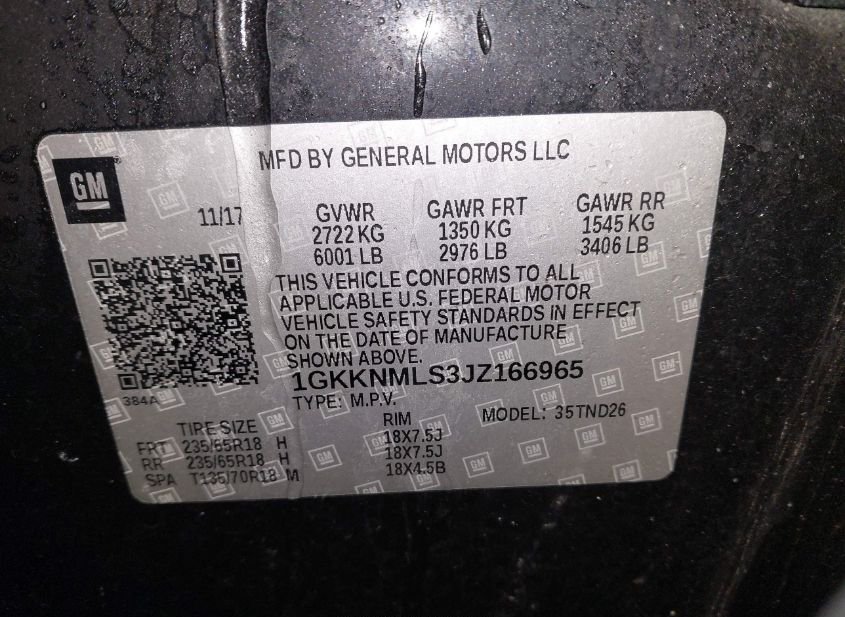 MFD BY GENERAL MOTORS LLC
GM
11/17
GVWR GAWR FRT GAWR RR
2722 KG 1350 KG 1545 KG
6001 LB 2976 LB 3406 LB
THIS VEHICLE CONFORMS TO ALL
APPLICABLE U.S. FEDERAL MOTOR
VEHICLE SAFETY STANDARDS IN EFFECT
ON THE DATE OF MANUFACTURE
SHOWN ABOVE.
1GKKNMLS3JZ166965
384A
TYPE: M.P.V.
MODEL: 35TND26
TIRE SIZE RIM
FRT 235/65R18 H 18X7.5J
RR 235/65R18 H 18X7.5J
SPA T135/70R18 M 18X4.5B